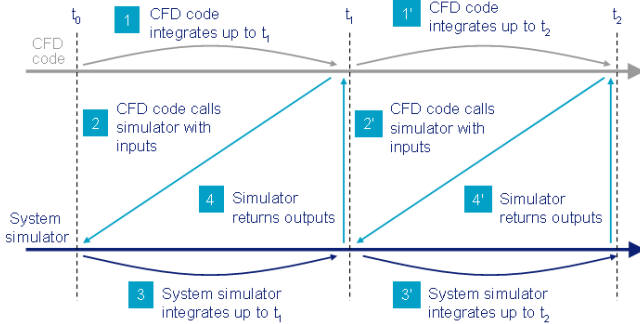 t0
t1
t2
1
CFD code
integrates up to t1
1'
CFD code
integrates up to t2
CFD
code
2
CFD code calls
simulator with
inputs
2'
CFD code calls
simulator with
inputs
4
Simulator
returns outputs
4'
Simulator
returns outputs
System
simulator
3
System simulator
integrates up to t1
3'
System simulator
integrates up to t2